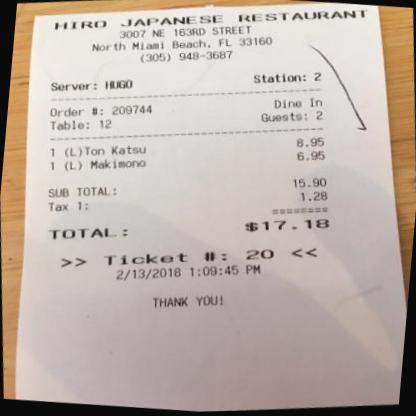 HIRO JAPANESE RESTAURANT
3007 NE 163RD STREET
North Miami Beach, FL 33160
(305) 948-3687
Server: HUGO Station: 2
Order #: 209744 Dine In
Table: 12 Guests: 2
1 (L)Ton Katsu 8.95
1 (L) Makimono 6.95
SUB TOTAL: 15.90
Tax 1: 1.28
========
TOTAL: $17.18
>> Ticket #: 20 <<
2/13/2018 1:09:45 PM
THANK YOU!